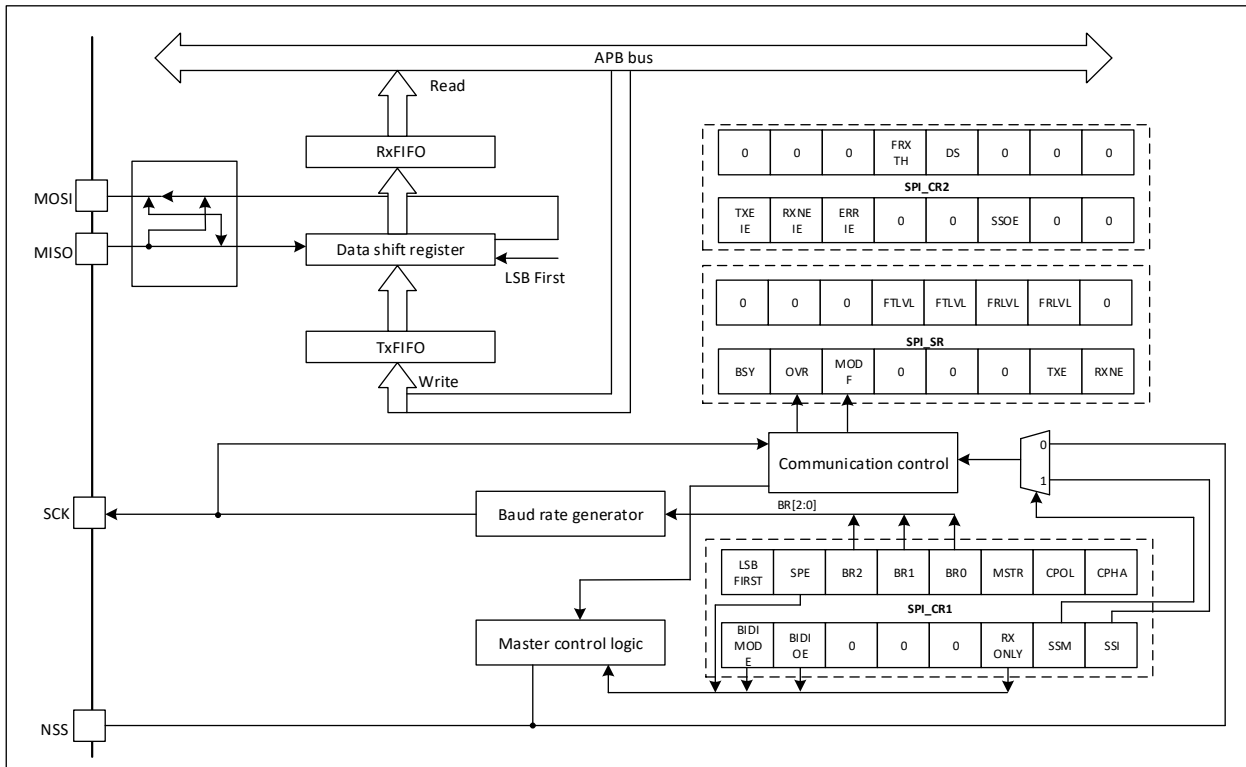 APB bus
Read
RxFIFO
MOSI
MISO
Data shift register
LSB First
TxFIFO
Write
0 0 0 FRX TH DS 0 0 0
SPI_CR2
TXE IE RXNE IE ERR IE 0 0 SSOE 0 0
0 0 0 FTLVL FTLVL FRLVL FRLVL 0
SPI_SR
BSY OVR MOD F 0 0 0 TXE RXNE
Communication control
0
1
SCK
Baud rate generator
BR[2:0]
LSB FIRST SPE BR2 BR1 BR0 MSTR CPOL CPHA
SPI_CR1
BIDI MOD E BIDI OE 0 0 0 RX ONLY SSM SSI
Master control logic
NSS